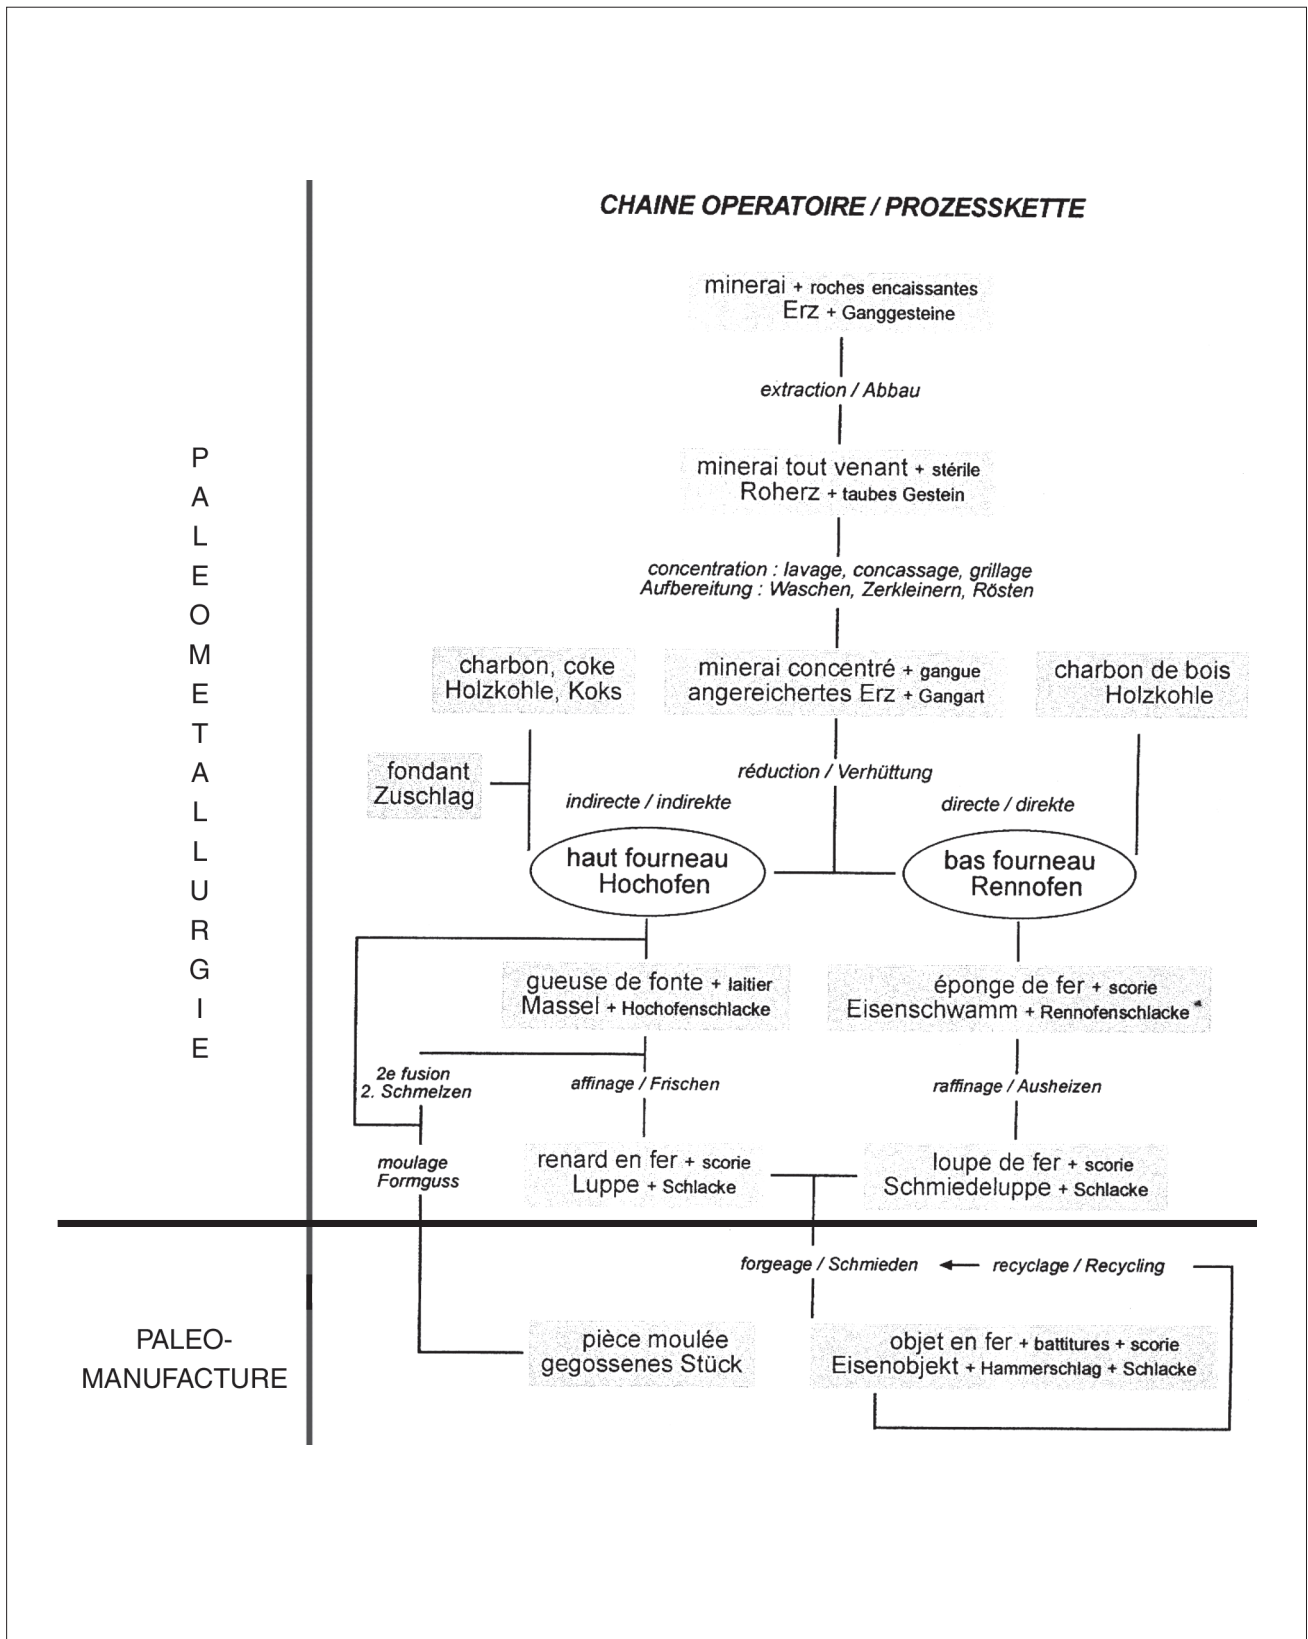 CHAINE OPERATOIRE / PROZESSKETTE
minerai + roches encaissantes
Erz + Ganggesteine
extraction / Abbau
minerai tout venant + stérile
Roherz + taubes Gestein
concentration : lavage, concassage, grillage
Aufbereitung : Waschen, Zerkleinern, Rösten
charbon, coke
Holzkohle, Koks
minerai concentré + gangue
angereichertes Erz + Gangart
charbon de bois
Holzkohle
fondant
Zuschlag
réduction / Verhüttung
indirecte / indirekte
directe / direkte
haut fourneau
Hochofen
bas fourneau
Rennofen
gueuse de fonte + laitier
Massel + Hochofenschlacke
éponge de fer + scorie
Eisenschwamm + Rennofenschlacke
2e fusion
2. Schmelzen
affinage / Frischen
raffinage / Ausheizen
moulage
Formguss
renard en fer + scorie
Luppe + Schlacke
loupe de fer + scorie
Schmiedeluppe + Schlacke
forgeage / Schmieden
recyclage / Recycling
pièce moulée
gegossenes Stück
objet en fer + battitures + scorie
Eisenobjekt + Hammerschlag + Schlacke
P
A
L
E
O
M
E
T
A
L
L
U
R
G
I
E
PALEO-
MANUFACTURE